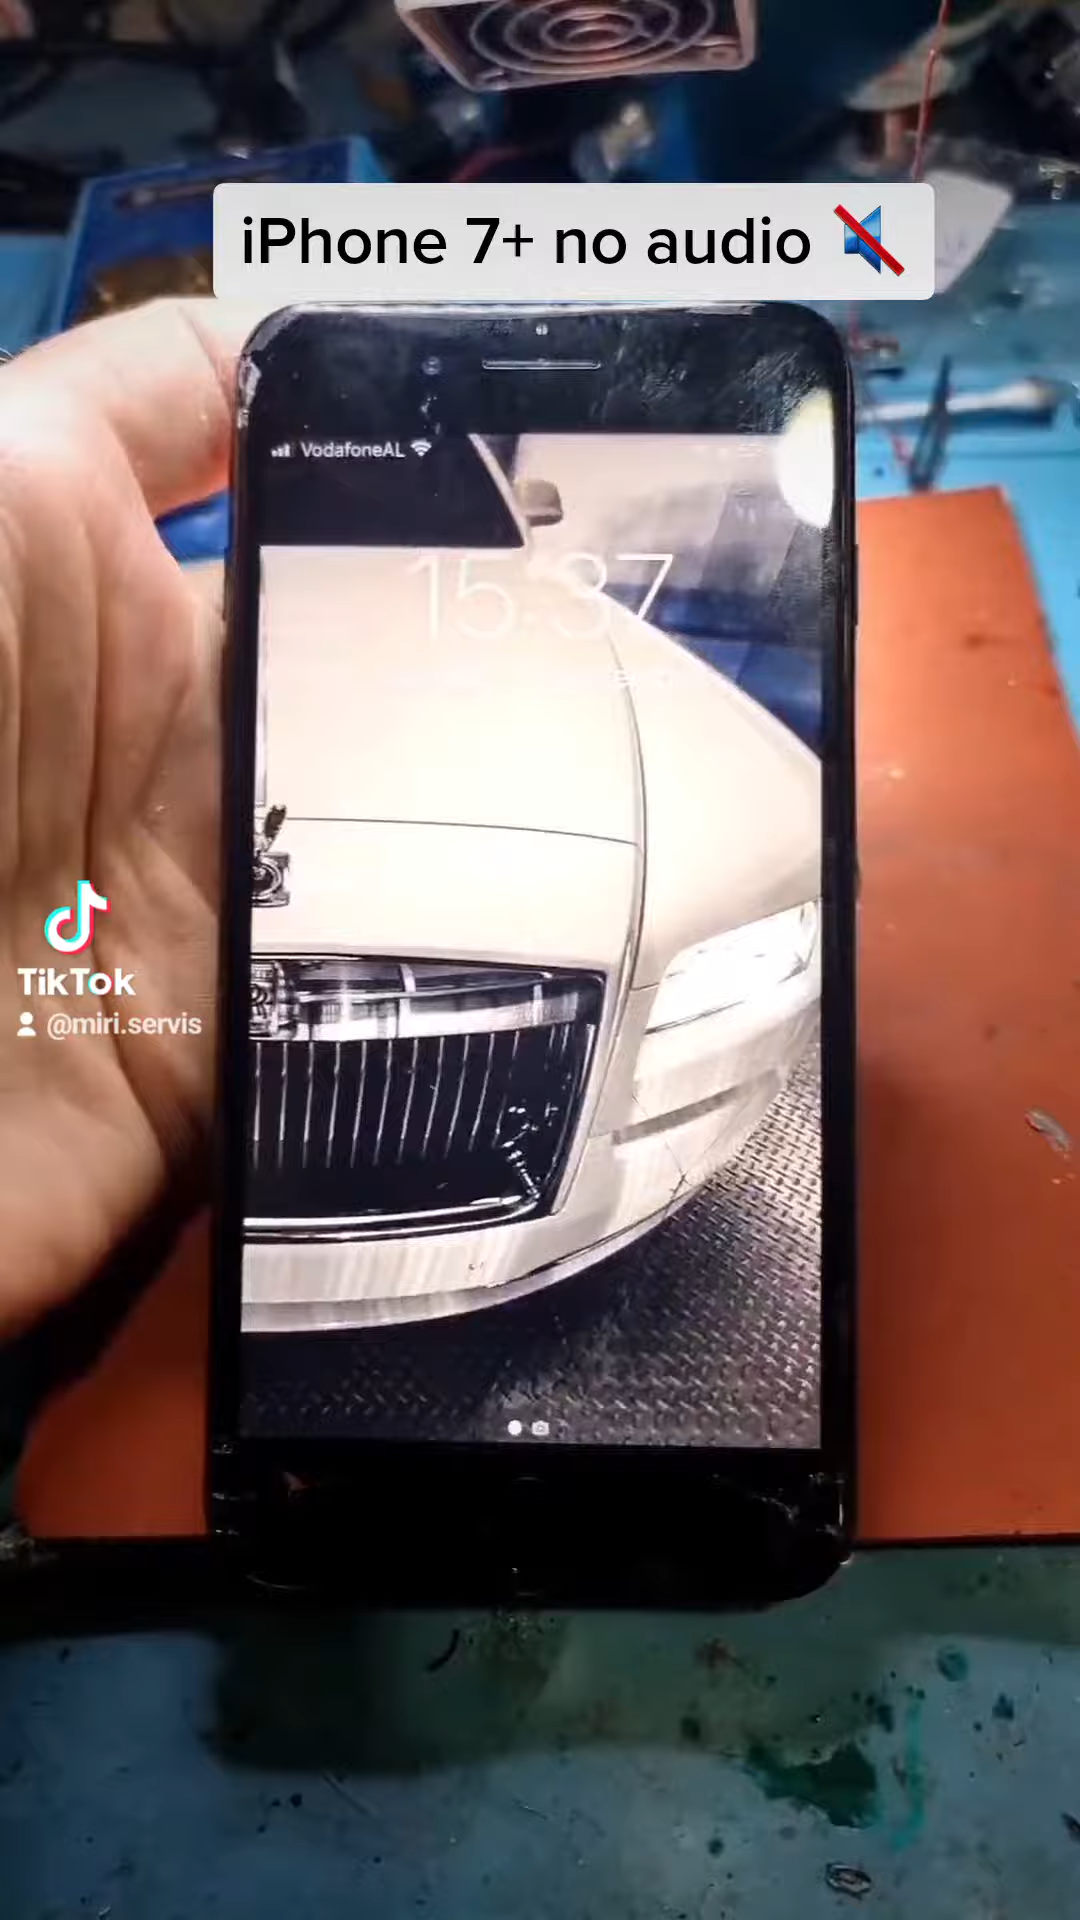 iPhone 7+ no audio 🔇
VodafoneAL
15:37
TikTok
@miri.servis